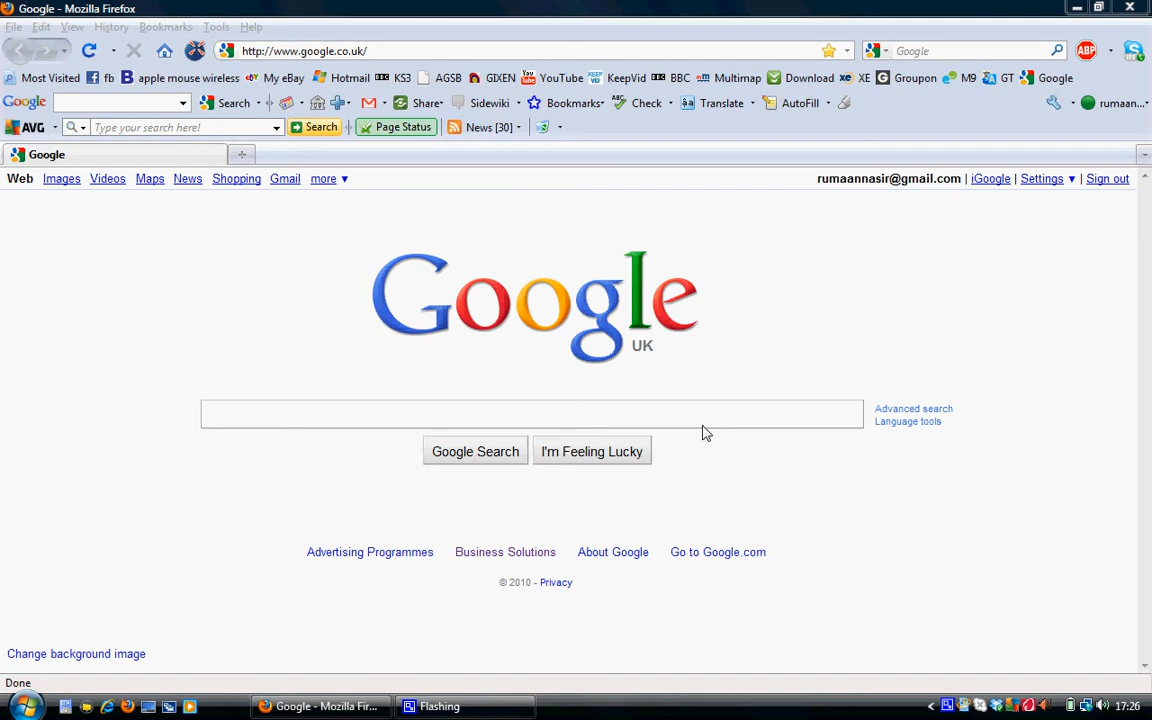 Google - Mozilla Firefox
File Edit View History Bookmarks Tools Help
http://www.google.co.uk/ Google ABP
Most Visited fb apple mouse wireless My eBay Hotmail KS3 AGSB GIXEN YouTube KeepVid BBC Multimap Download XE Groupon M9 GT Google
Google Search Share Sidewiki Bookmarks Check Translate AutoFill rumaan...
AVG Type your search here! Search Page Status News [30]
Google
Web Images Videos Maps News Shopping Gmail more ▼ rumaannasir@gmail.com | iGoogle | Settings ▼ | Sign out
Google
UK
Advanced search
Language tools
Google Search I'm Feeling Lucky
Advertising Programmes Business Solutions About Google Go to Google.com
© 2010 - Privacy
Change background image
Done
Google - Mozilla Fir... Flashing 17:26